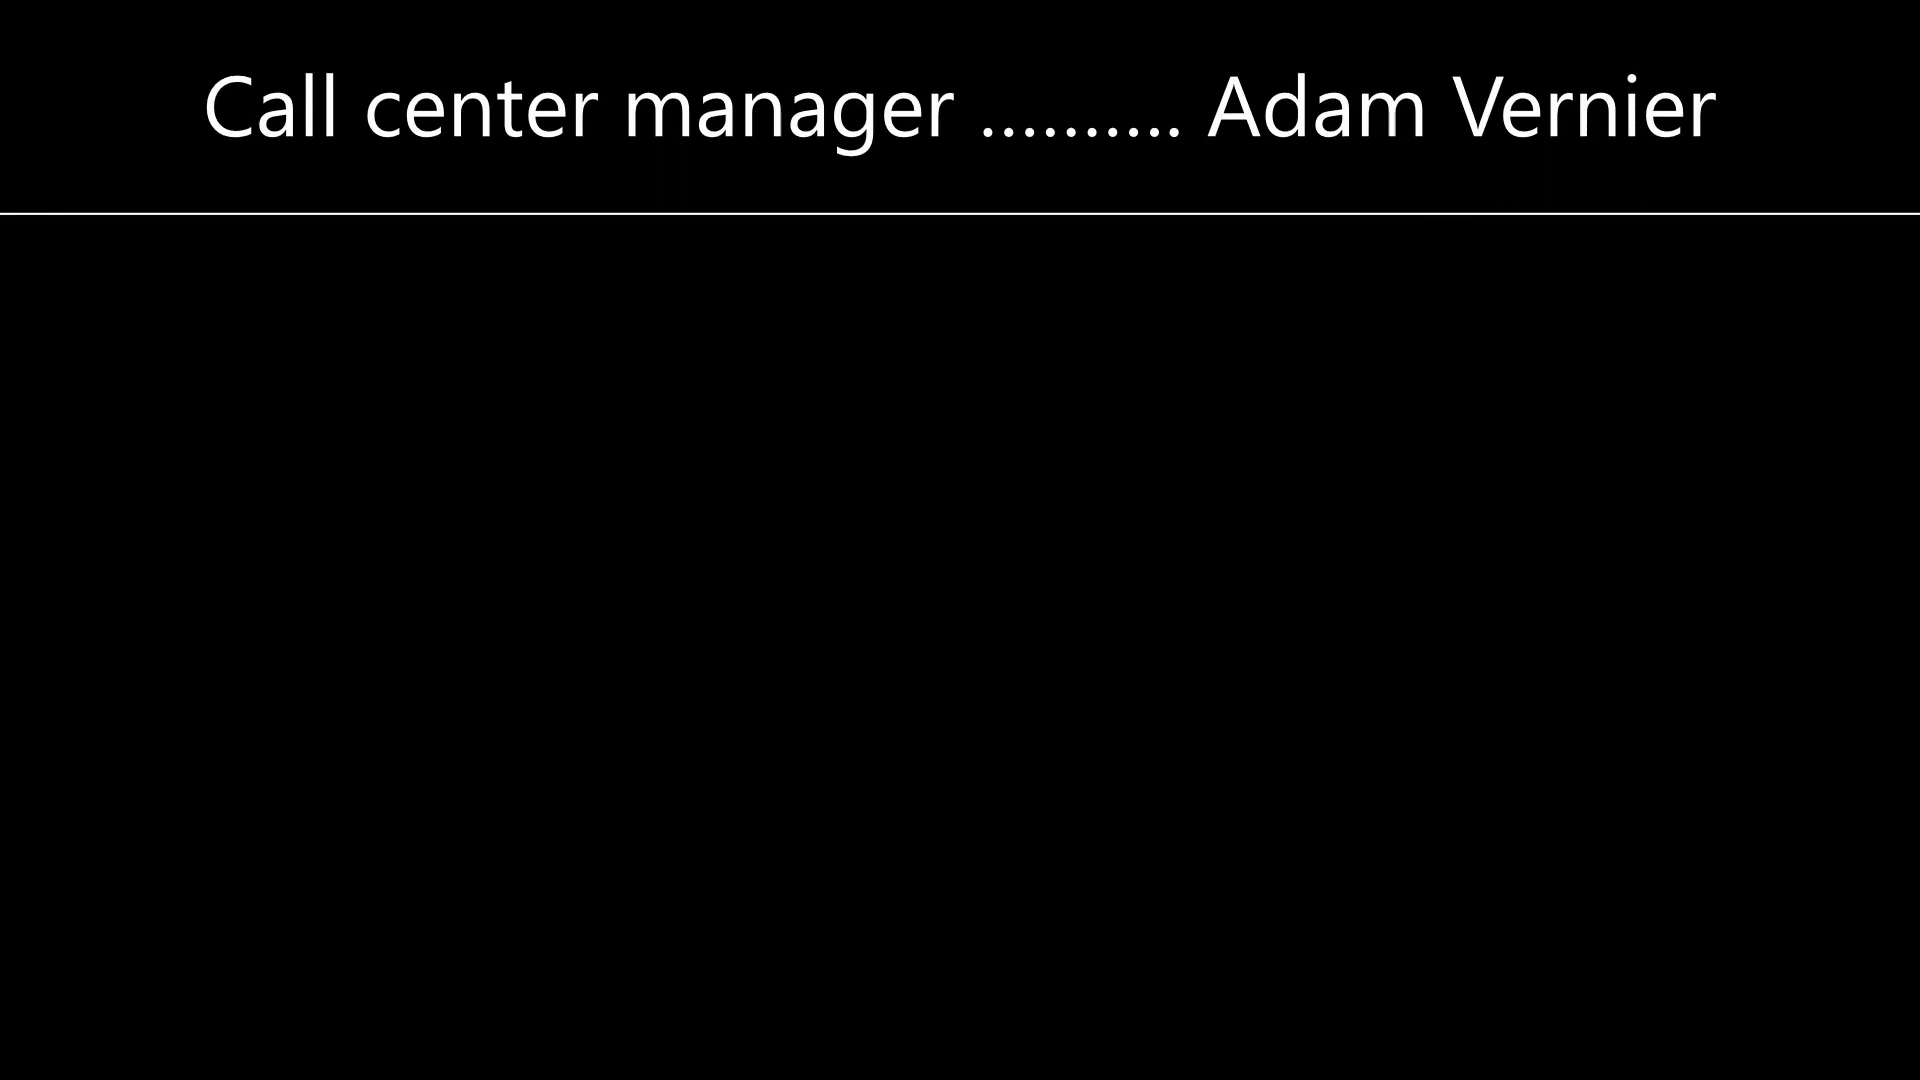 Call center manager .......... Adam Vernier